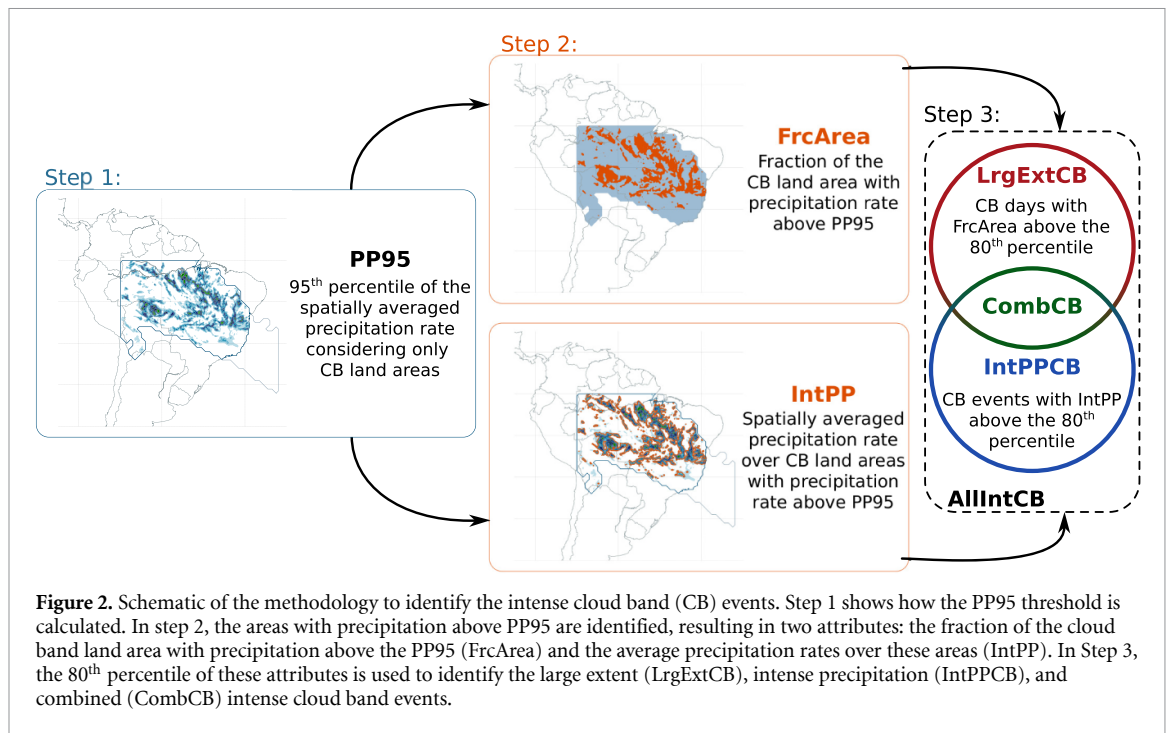 Step 1:
PP95
95th percentile of the
spatially averaged
precipitation rate
considering only
CB land areas
Step 2:
FrcArea
Fraction of the
CB land area with
precipitation rate
above PP95
IntPP
Spatially averaged
precipitation rate
over CB land areas
with precipitation
rate above PP95
Step 3:
LrgExtCB
CB days with
FrcArea above the
80th percentile
CombCB
IntPPCB
CB events with IntPP
above the 80th
percentile
AllIntCB
Figure 2. Schematic of the methodology to identify the intense cloud band (CB) events. Step 1 shows how the PP95 threshold is
calculated. In step 2, the areas with precipitation above PP95 are identified, resulting in two attributes: the fraction of the cloud
band land area with precipitation above the PP95 (FrcArea) and the average precipitation rates over these areas (IntPP). In Step 3,
the 80th percentile of these attributes is used to identify the large extent (LrgExtCB), intense precipitation (IntPPCB), and
combined (CombCB) intense cloud band events.